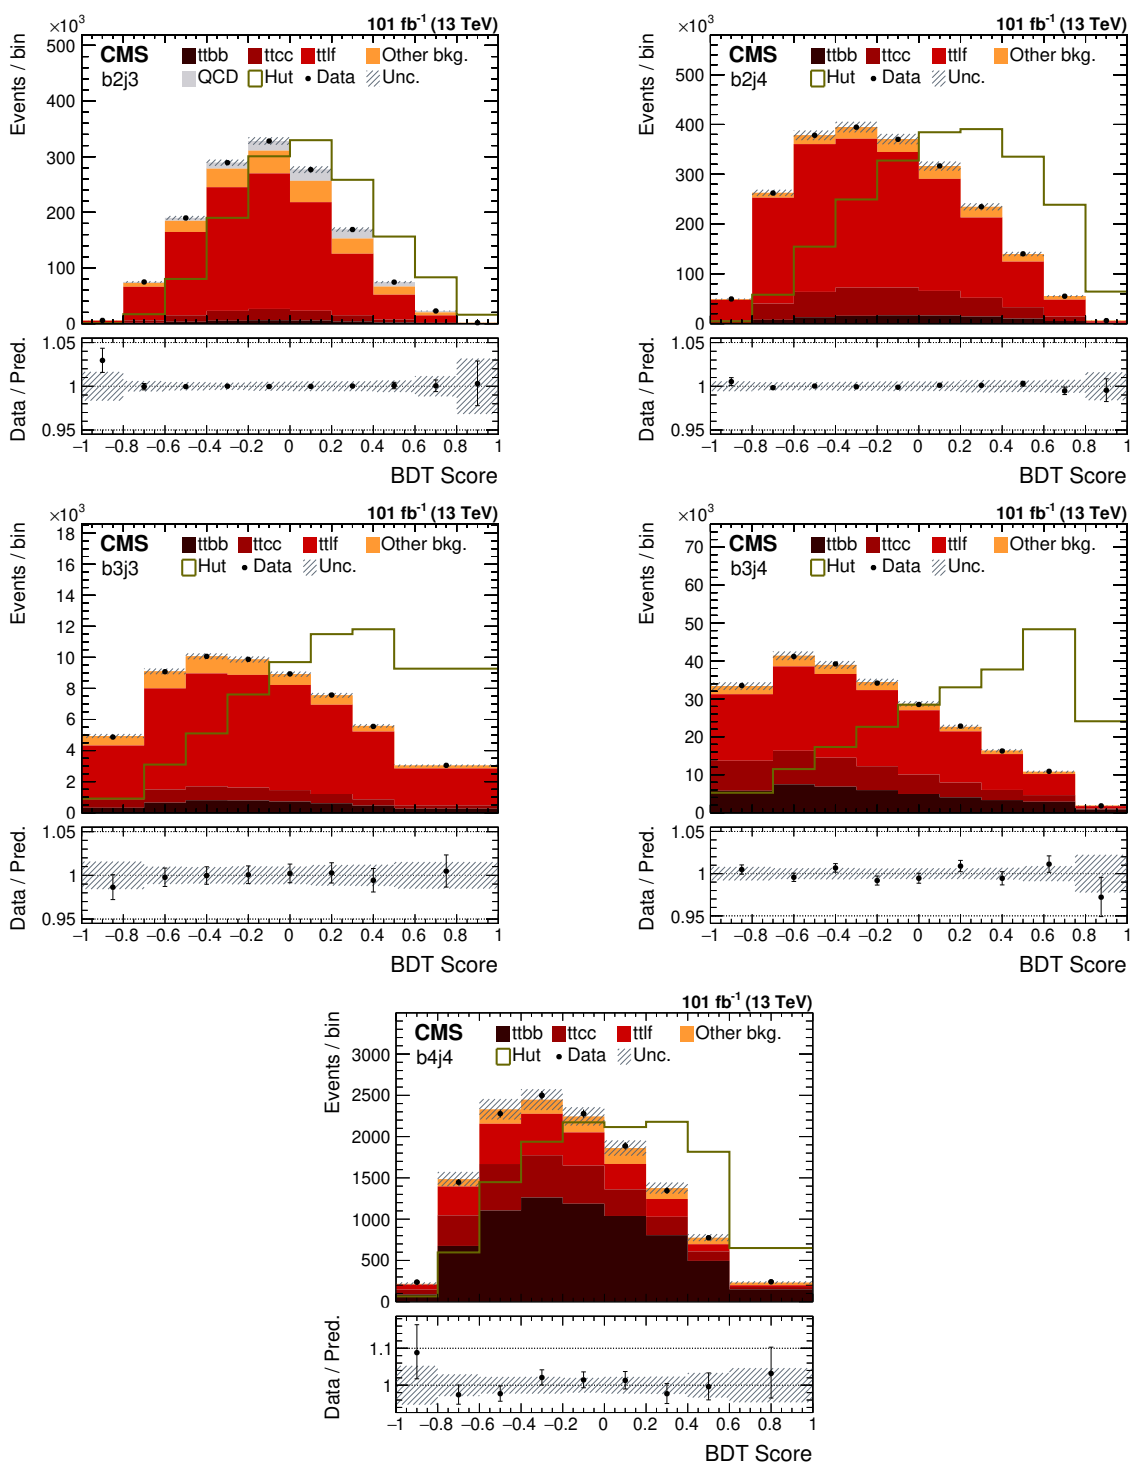 ×10³ 101 fb⁻¹ (13 TeV)
Events / bin
500
400
300
200
100
0
CMS
b2j3
ttbb ttcc ttlf Other bkg.
QCD Hut Data Unc.
Data / Pred.
1.05
1
0.95
−1 −0.8 −0.6 −0.4 −0.2 0 0.2 0.4 0.6 0.8 1
BDT Score
×10³ 101 fb⁻¹ (13 TeV)
Events / bin
500
400
300
200
100
0
CMS
b2j4
ttbb ttcc ttlf Other bkg.
Hut Data Unc.
Data / Pred.
1.05
1
0.95
−1 −0.8 −0.6 −0.4 −0.2 0 0.2 0.4 0.6 0.8 1
BDT Score
×10³ 101 fb⁻¹ (13 TeV)
Events / bin
18
16
14
12
10
8
6
4
2
0
CMS
b3j3
ttbb ttcc ttlf Other bkg.
Hut Data Unc.
Data / Pred.
1.05
1
0.95
−1 −0.8 −0.6 −0.4 −0.2 0 0.2 0.4 0.6 0.8 1
BDT Score
×10³ 101 fb⁻¹ (13 TeV)
Events / bin
70
60
50
40
30
20
10
0
CMS
b3j4
ttbb ttcc ttlf Other bkg.
Hut Data Unc.
Data / Pred.
1.05
1
0.95
−1 −0.8 −0.6 −0.4 −0.2 0 0.2 0.4 0.6 0.8 1
BDT Score
101 fb⁻¹ (13 TeV)
Events / bin
3000
2500
2000
1500
1000
500
0
CMS
b4j4
ttbb ttcc ttlf Other bkg.
Hut Data Unc.
Data / Pred.
1.1
1
−1 −0.8 −0.6 −0.4 −0.2 0 0.2 0.4 0.6 0.8 1
BDT Score